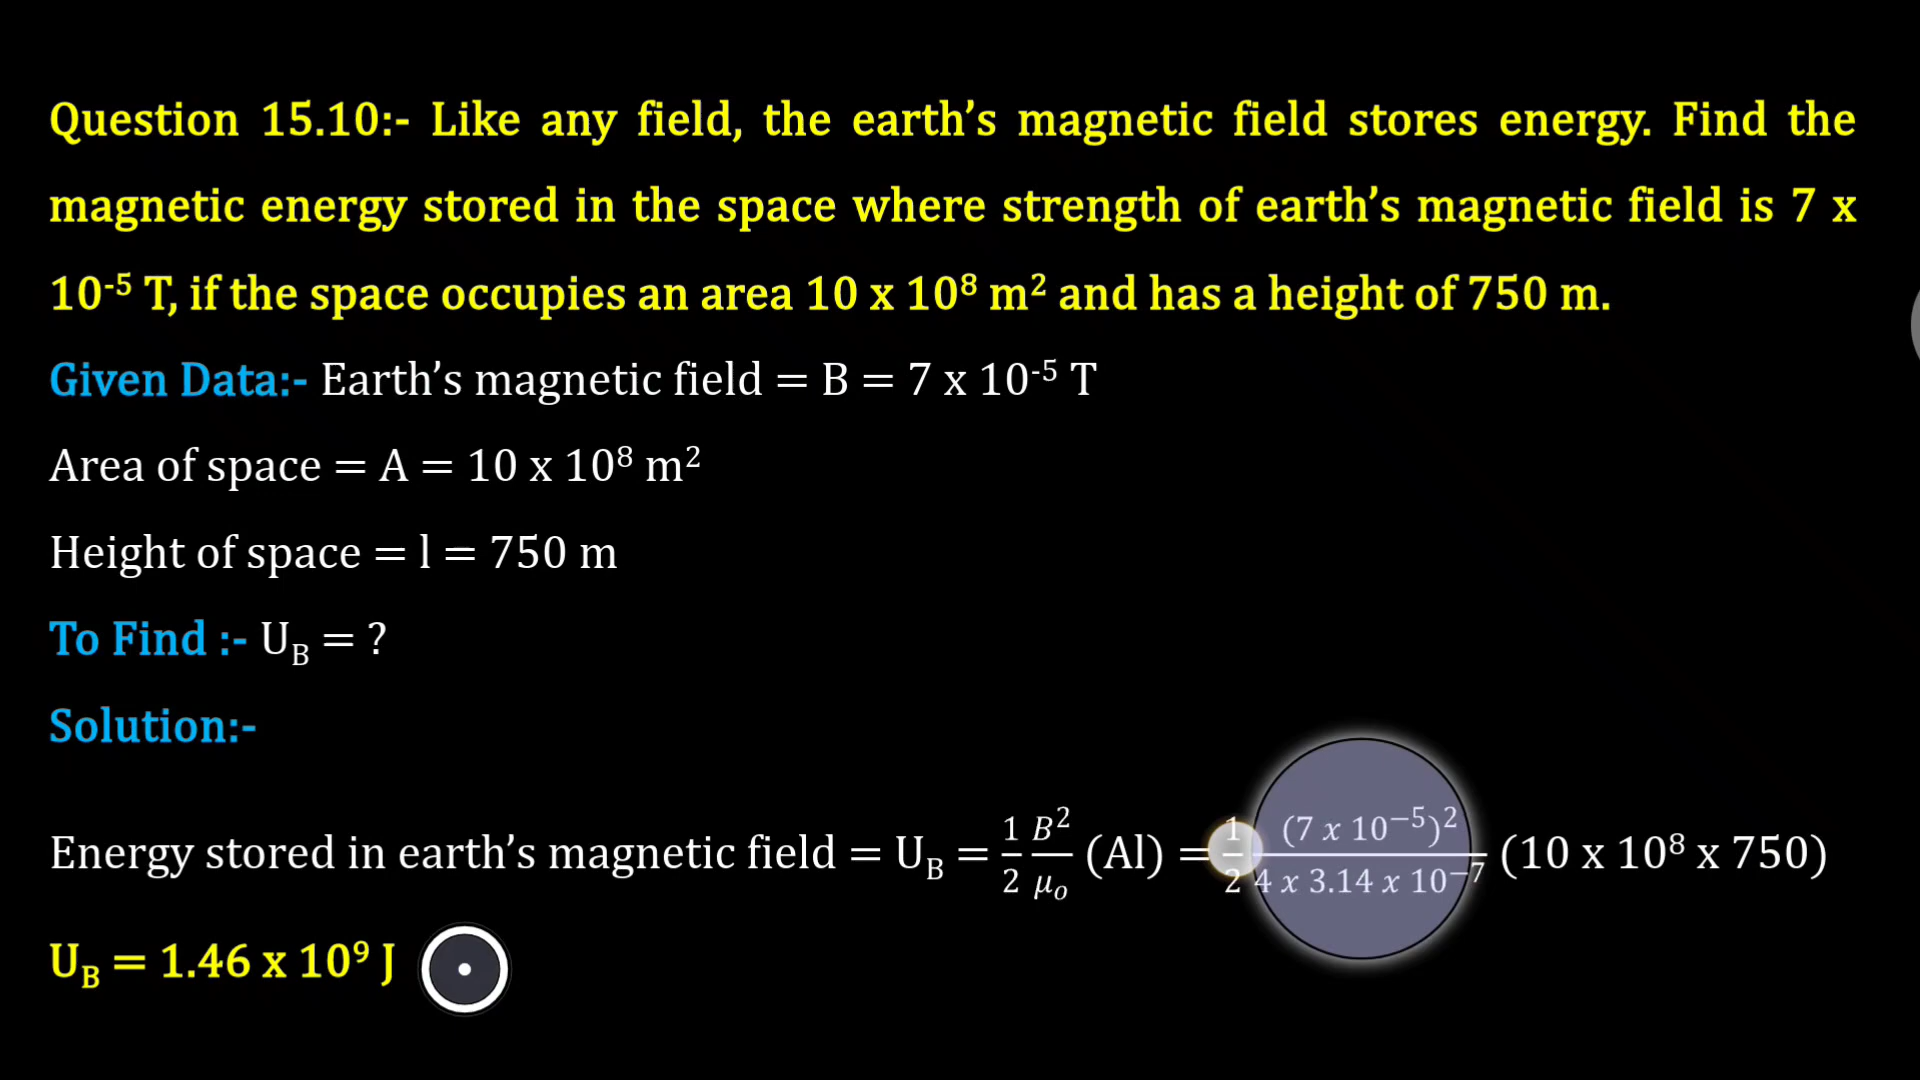 Question 15.10:- Like any field, the earth’s magnetic field stores energy. Find the
magnetic energy stored in the space where strength of earth’s magnetic field is 7 x
10⁻⁵ T, if the space occupies an area 10 x 10⁸ m² and has a height of 750 m.
Given Data:- Earth’s magnetic field = B = 7 x 10⁻⁵ T
Area of space = A = 10 x 10⁸ m²
Height of space = l = 750 m
To Find :- U_B = ?
Solution:-
Energy stored in earth’s magnetic field = U_B = 1/2 B²/μₒ (Al) = 1/2 (7 x 10⁻⁵)²/4 x 3.14 x 10⁻⁷ (10 x 10⁸ x 750)
U_B = 1.46 x 10⁹ J